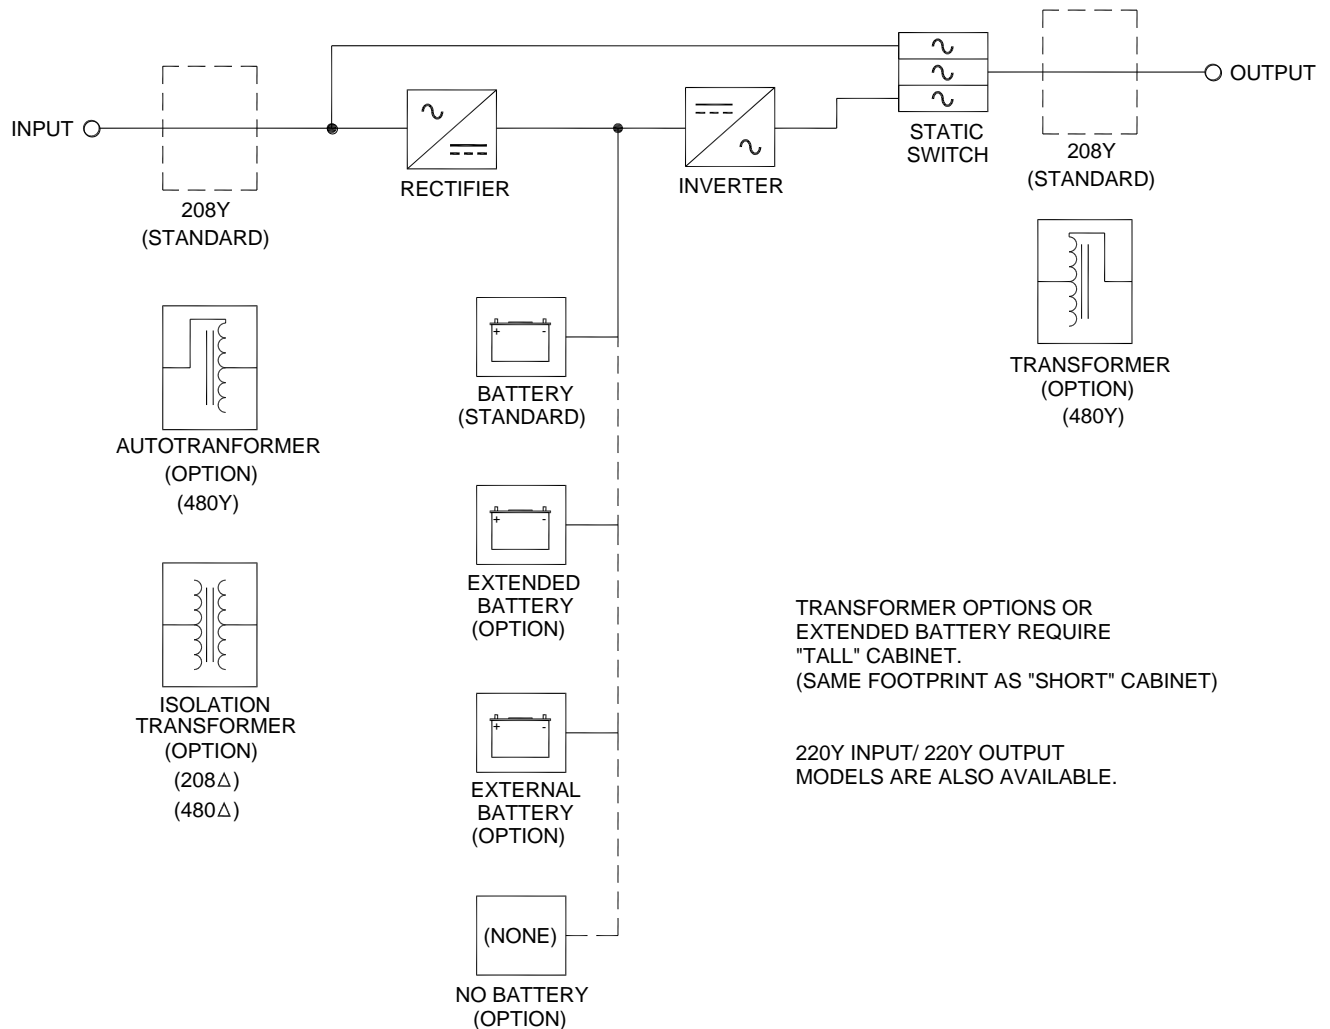 INPUT
208Y
(STANDARD)
RECTIFIER
INVERTER
STATIC
SWITCH
208Y
(STANDARD)
OUTPUT
AUTOTRANFORMER
(OPTION)
(480Y)
ISOLATION
TRANSFORMER
(OPTION)
(208△)
(480△)
+ -
BATTERY
(STANDARD)
+ -
EXTENDED
BATTERY
(OPTION)
+ -
EXTERNAL
BATTERY
(OPTION)
(NONE)
NO BATTERY
(OPTION)
TRANSFORMER
(OPTION)
(480Y)
TRANSFORMER OPTIONS OR
EXTENDED BATTERY REQUIRE
"TALL" CABINET.
(SAME FOOTPRINT AS "SHORT" CABINET)
220Y INPUT/ 220Y OUTPUT
MODELS ARE ALSO AVAILABLE.